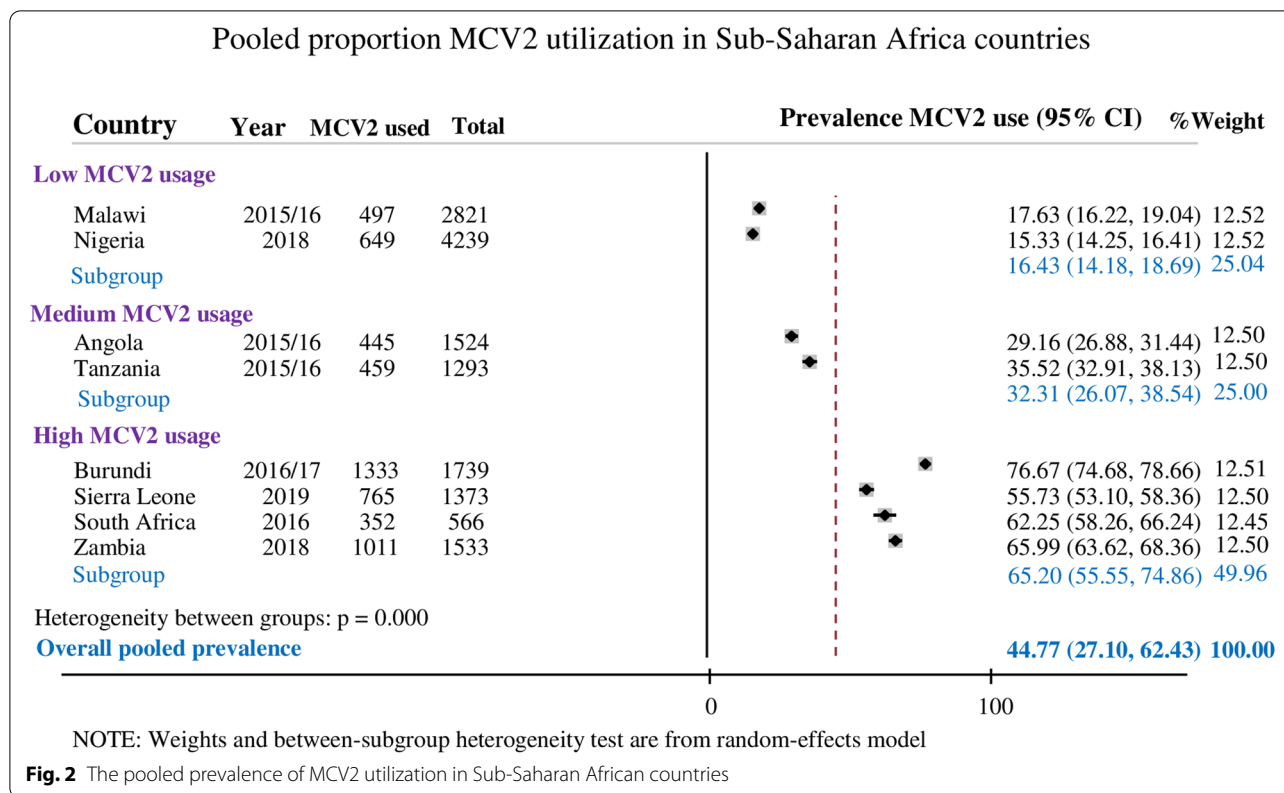 Pooled proportion MCV2 utilization in Sub-Saharan Africa countries
Country Year MCV2 used Total Prevalence MCV2 use (95% CI) %Weight
Low MCV2 usage
Malawi 2015/16 497 2821 17.63 (16.22, 19.04) 12.52
Nigeria 2018 649 4239 15.33 (14.25, 16.41) 12.52
Subgroup 16.43 (14.18, 18.69) 25.04
Medium MCV2 usage
Angola 2015/16 445 1524 29.16 (26.88, 31.44) 12.50
Tanzania 2015/16 459 1293 35.52 (32.91, 38.13) 12.50
Subgroup 32.31 (26.07, 38.54) 25.00
High MCV2 usage
Burundi 2016/17 1333 1739 76.67 (74.68, 78.66) 12.51
Sierra Leone 2019 765 1373 55.73 (53.10, 58.36) 12.50
South Africa 2016 352 566 62.25 (58.26, 66.24) 12.45
Zambia 2018 1011 1533 65.99 (63.62, 68.36) 12.50
Subgroup 65.20 (55.55, 74.86) 49.96
Heterogeneity between groups: p = 0.000
Overall pooled prevalence 44.77 (27.10, 62.43) 100.00
0 100
NOTE: Weights and between-subgroup heterogeneity test are from random-effects model
Fig. 2 The pooled prevalence of MCV2 utilization in Sub-Saharan African countries